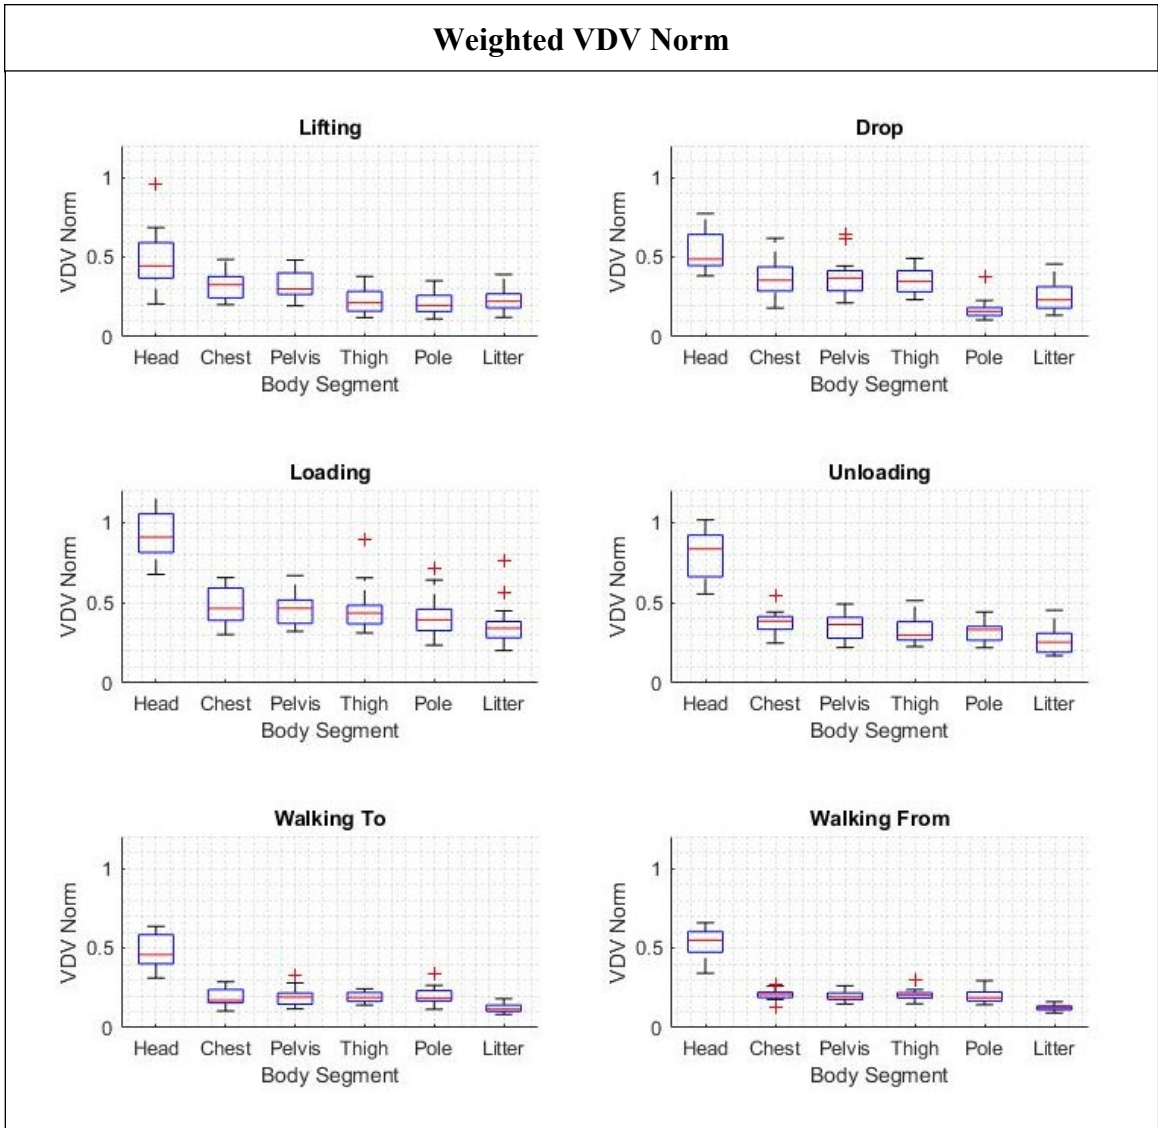 Weighted VDV Norm
Lifting
VDV Norm
1
0.5
0
Head Chest Pelvis Thigh Pole Litter
Body Segment
Drop
VDV Norm
1
0.5
0
Head Chest Pelvis Thigh Pole Litter
Body Segment
Loading
VDV Norm
1
0.5
0
Head Chest Pelvis Thigh Pole Litter
Body Segment
Unloading
VDV Norm
1
0.5
0
Head Chest Pelvis Thigh Pole Litter
Body Segment
Walking To
VDV Norm
1
0.5
0
Head Chest Pelvis Thigh Pole Litter
Body Segment
Walking From
VDV Norm
1
0.5
0
Head Chest Pelvis Thigh Pole Litter
Body Segment